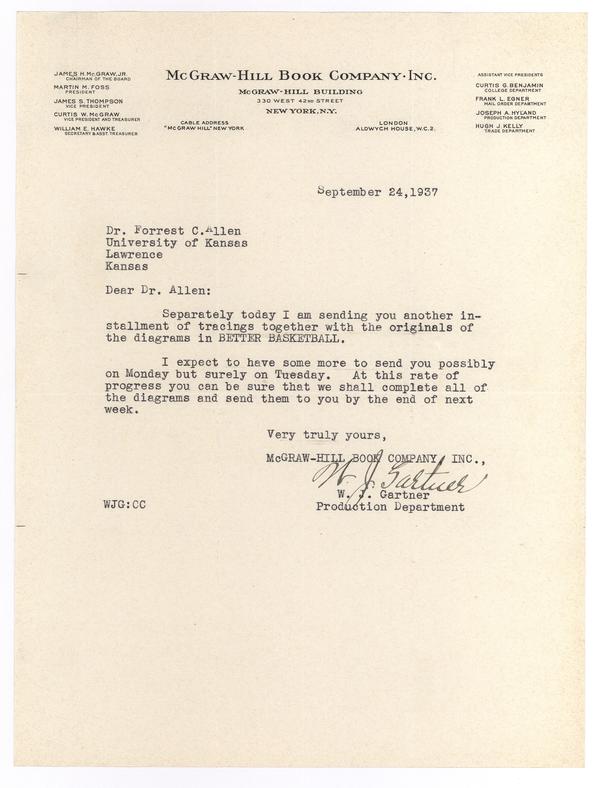 JAMES H. McGRAW, JR.
CHAIRMAN OF THE BOARD
MARTIN M. FOSS
PRESIDENT
JAMES S. THOMPSON
VICE PRESIDENT
CURTIS W. McGRAW
VICE PRESIDENT AND TREASURER
WILLIAM E. HAWKE
SECRETARY & ASST. TREASURER
McGRAW-HILL BOOK COMPANY · INC.
McGRAW-HILL BUILDING
330 WEST 42ND STREET
NEW YORK, N.Y.
CABLE ADDRESS
"McGRAW HILL" NEW YORK
LONDON
ALDWYCH HOUSE, W.C.2.
ASSISTANT VICE PRESIDENTS
CURTIS G. BENJAMIN
COLLEGE DEPARTMENT
FRANK L. EGNER
MAIL ORDER DEPARTMENT
JOSEPH A. HYLAND
PRODUCTION DEPARTMENT
HUGH J. KELLY
TRADE DEPARTMENT
September 24,1937
Dr. Forrest C.Allen
University of Kansas
Lawrence
Kansas
Dear Dr. Allen:
Separately today I am sending you another in-
stallment of tracings together with the originals of
the diagrams in BETTER BASKETBALL.
I expect to have some more to send you possibly
on Monday but surely on Tuesday. At this rate of
progress you can be sure that we shall complete all of
the diagrams and send them to you by the end of next
week.
Very truly yours,
McGRAW-HILL BOOK COMPANY, INC.,
W. J. Gartner
W. J. Gartner
Production Department
WJG:CC